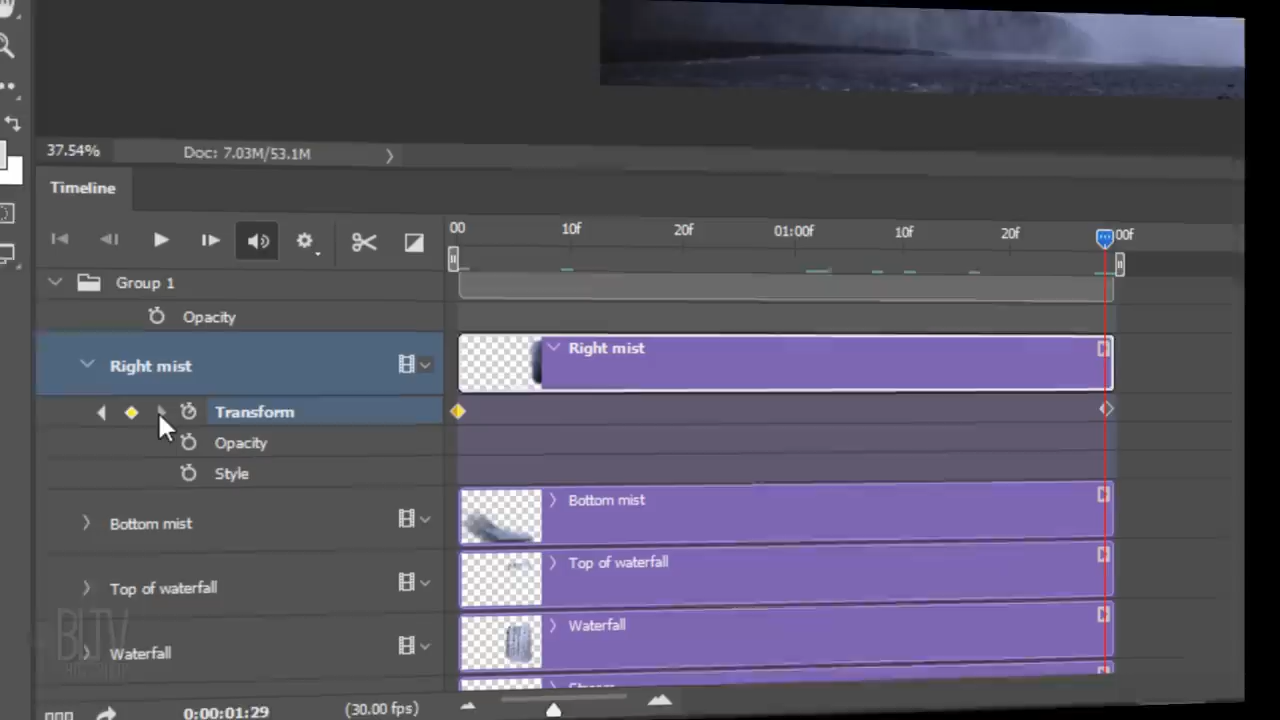 37.54%
Doc: 7.03M/53.1M
Timeline
00
10f
20f
01:00f
10f
20f
00f
Group 1
Opacity
Right mist
Right mist
Transform
Opacity
Style
Bottom mist
Bottom mist
Top of waterfall
Top of waterfall
Waterfall
Waterfall
BLTV
0:00:01:29
(30.00 fps)